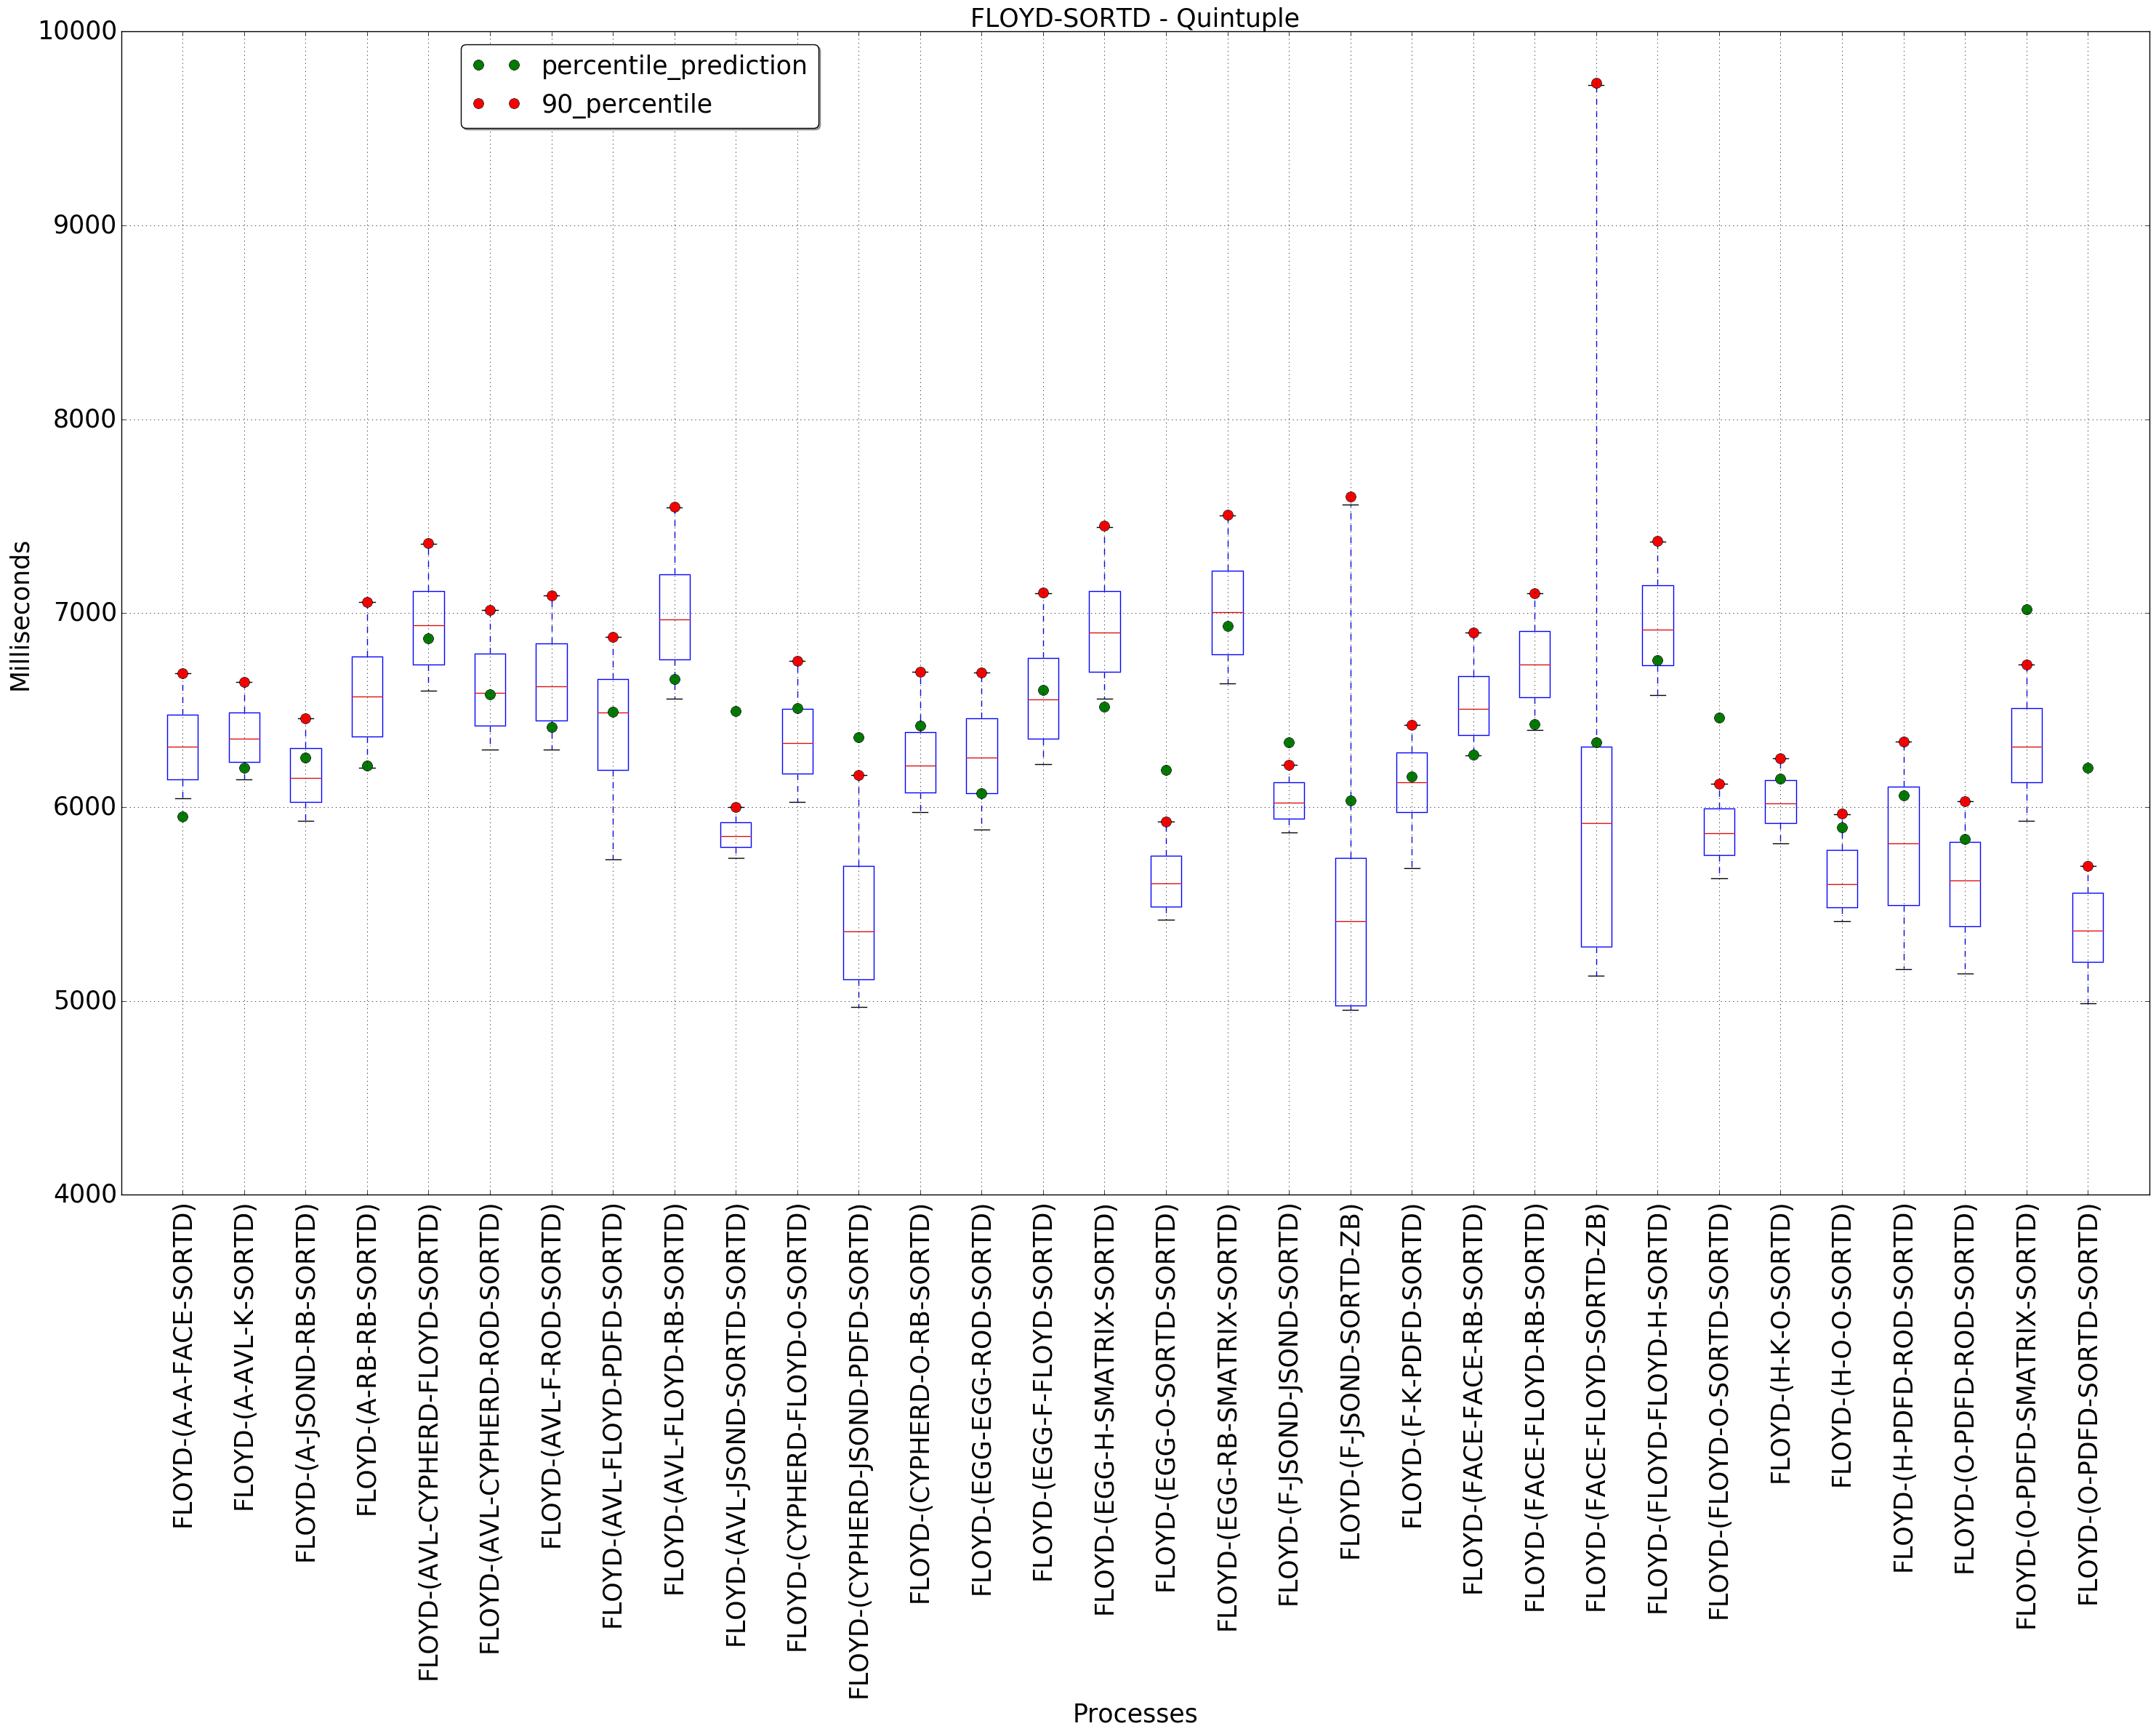 FLOYD-SORTD - Quintuple
percentile_prediction
90_percentile
10000
9000
8000
7000
6000
5000
4000
Milliseconds
FLOYD-(A-A-FACE-SORTD)
FLOYD-(A-AVL-K-SORTD)
FLOYD-(A-JSOND-RB-SORTD)
FLOYD-(A-RB-RB-SORTD)
FLOYD-(AVL-CYPHERD-FLOYD-SORTD)
FLOYD-(AVL-CYPHERD-ROD-SORTD)
FLOYD-(AVL-F-ROD-SORTD)
FLOYD-(AVL-FLOYD-PDFD-SORTD)
FLOYD-(AVL-FLOYD-RB-SORTD)
FLOYD-(AVL-JSOND-SORTD-SORTD)
FLOYD-(CYPHERD-FLOYD-O-SORTD)
FLOYD-(CYPHERD-JSOND-PDFD-SORTD)
FLOYD-(CYPHERD-O-RB-SORTD)
FLOYD-(EGG-EGG-ROD-SORTD)
FLOYD-(EGG-F-FLOYD-SORTD)
FLOYD-(EGG-H-SMATRIX-SORTD)
FLOYD-(EGG-O-SORTD-SORTD)
FLOYD-(EGG-RB-SMATRIX-SORTD)
FLOYD-(F-JSOND-JSOND-SORTD)
FLOYD-(F-JSOND-SORTD-ZB)
FLOYD-(F-K-PDFD-SORTD)
FLOYD-(FACE-FACE-RB-SORTD)
FLOYD-(FACE-FLOYD-RB-SORTD)
FLOYD-(FACE-FLOYD-SORTD-ZB)
FLOYD-(FLOYD-FLOYD-H-SORTD)
FLOYD-(FLOYD-O-SORTD-SORTD)
FLOYD-(H-K-O-SORTD)
FLOYD-(H-O-O-SORTD)
FLOYD-(H-PDFD-ROD-SORTD)
FLOYD-(O-PDFD-ROD-SORTD)
FLOYD-(O-PDFD-SMATRIX-SORTD)
FLOYD-(O-PDFD-SORTD-SORTD)
Processes